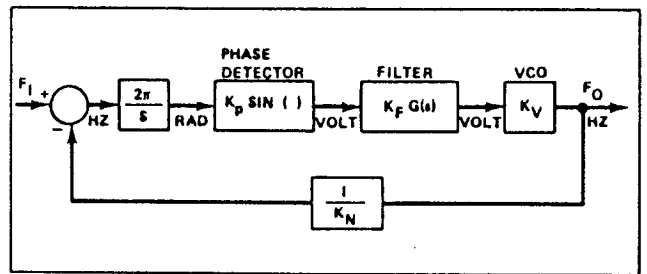 PHASE
DETECTOR
FILTER
VCO
F_I
+
−
HZ
2π
S
RAD
K_p SIN ( )
VOLT
K_F G(s)
VOLT
K_V
F_O
HZ
1
K_N